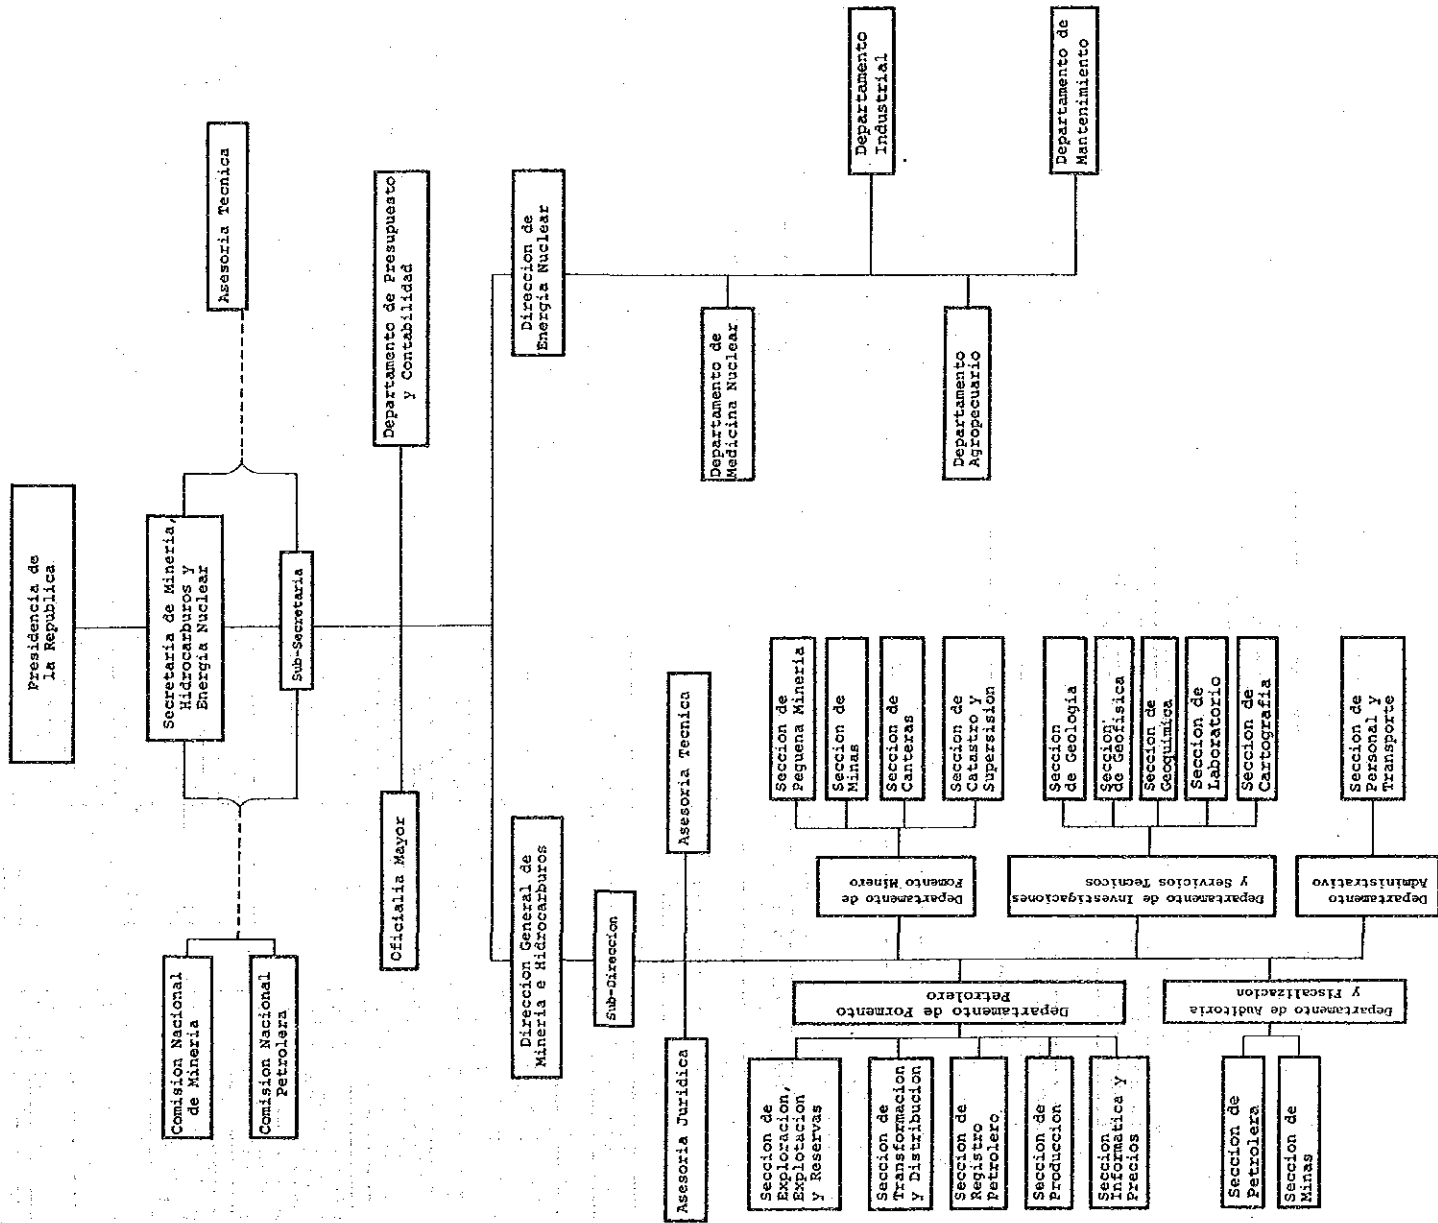 Presidencia de
la Republica
Secretaria de Mineria,
Hidrocarburos y
Energia Nuclear
Sub-Secretaria
Comision Nacional
de Mineria
Comision Nacional
Petrolera
Asesoria Tecnica
Oficialia Mayor
Departamento de Presupuesto
y Contabilidad
Direccion General de
Mineria e Hidrocarburos
Direccion de
Energia Nuclear
Sub-Direccion
Asesoria Juridica
Asesoria Tecnica
Departamento de
Medicina Nuclear
Departamento
Industrial
Departamento
Agropecuario
Departamento de
Mantenimiento
Departamento de
Fomento Minero
Seccion de
Peguena Mineria
Seccion de
Minas
Seccion de
Canteras
Seccion de
Catastro y
Supersision
Departamento de Formento
Petrolero
Seccion de
Exploracion,
Explotacion
y Reservas
Seccion de
Transformacion
y Distribucion
Seccion de
Registro
Petrolero
Seccion de
Produccion
Seccion
Informatica y
Precios
Departamento de Investigaciones
y Servicios Tecnicos
Seccion
de Geologia
Seccion
de Geofisica
Seccion de
Geoquimica
Seccion de
Laboratorio
Seccion de
Cartografia
Departamento de Auditoria
y Fiscalizacion
Seccion de
Petrolera
Seccion de
Minas
Departamento
Administrativo
Seccion de
Personal y
Transporte